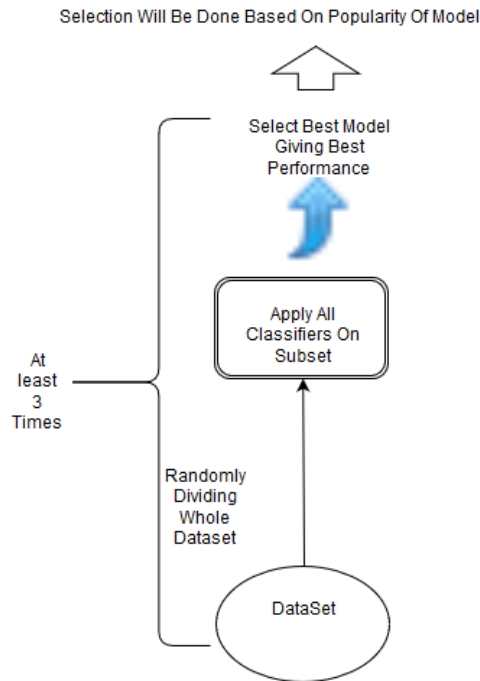 Selection Will Be Done Based On Popularity Of Model
Select Best Model
Giving Best
Performance
Apply All
Classifiers On
Subset
At
least
3
Times
Randomly
Dividing
Whole
Dataset
DataSet